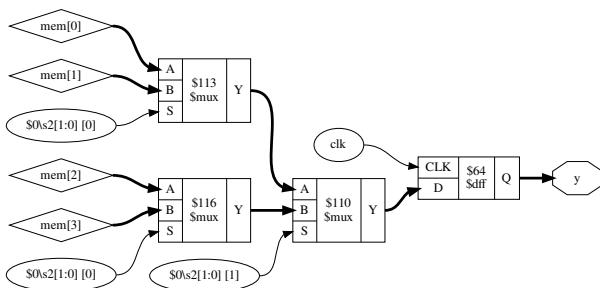 mem[0]
mem[1]
$0\s2[1:0] [0]
A
B
S
$113
$mux
Y
mem[2]
mem[3]
$0\s2[1:0] [0]
A
B
S
$116
$mux
Y
$0\s2[1:0] [1]
A
B
S
$110
$mux
Y
clk
CLK
D
$64
$dff
Q
y